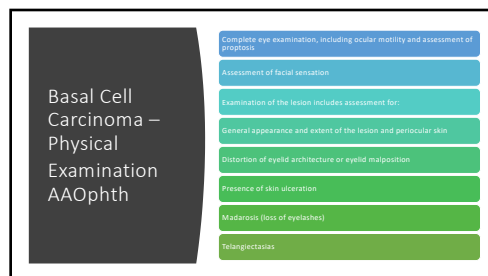 Basal Cell
Carcinoma –
Physical
Examination
AAOphth
Complete eye examination, including ocular motility and assessment of
proptosis
Assessment of facial sensation
Examination of the lesion includes assessment for:
General appearance and extent of the lesion and periocular skin
Distortion of eyelid architecture or eyelid malposition
Presence of skin ulceration
Madarosis (loss of eyelashes)
Telangiectasias